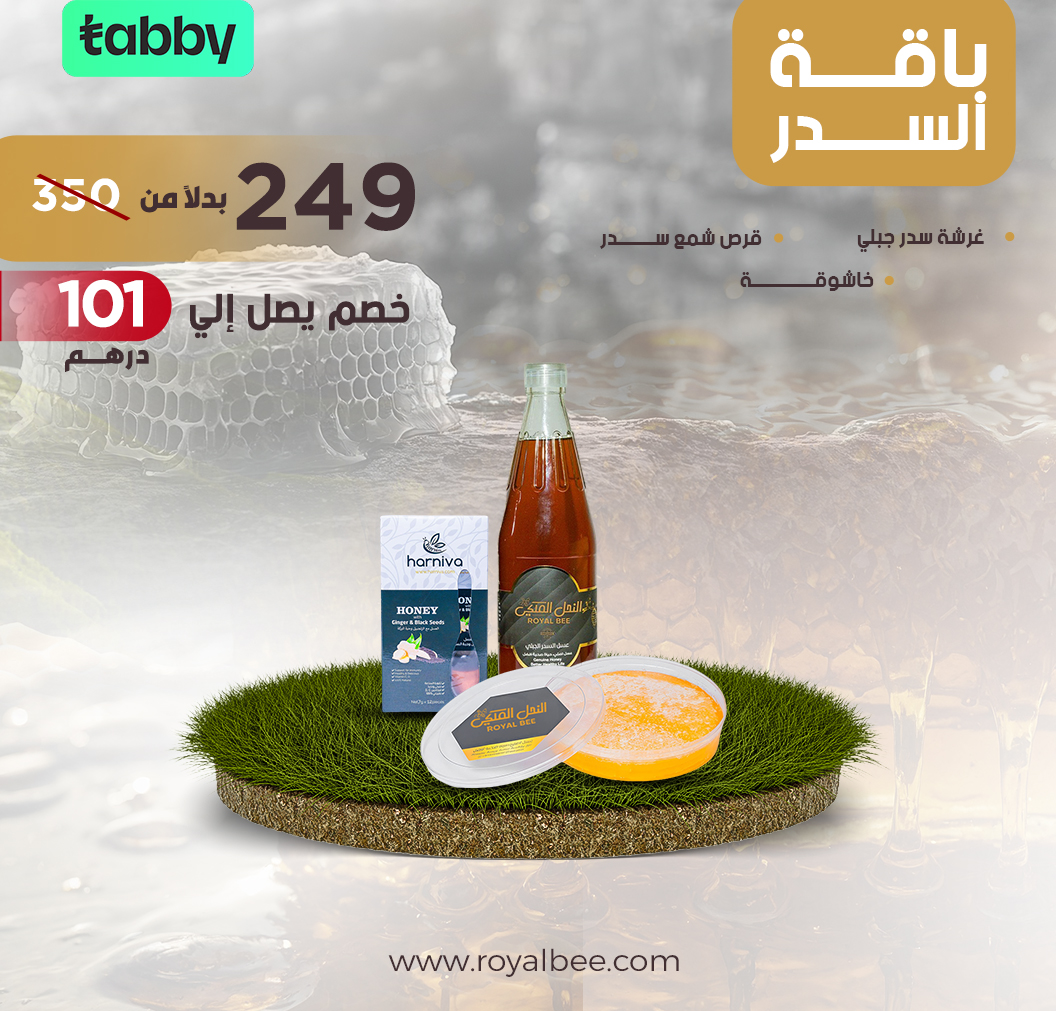 tabby
باقة
السدر
249 بدلاً من 350
خصم يصل إلي 101
درهم
غرشة سدر جبلي
قرص شمع سدر
خاشوقة
harniva
HONEY
with
Ginger & Black Seeds
النحل الملكي
ROYAL BEE
عسل السدر الجبلي
Genuine Honey
النحل الملكي
ROYAL BEE
www.royalbee.com